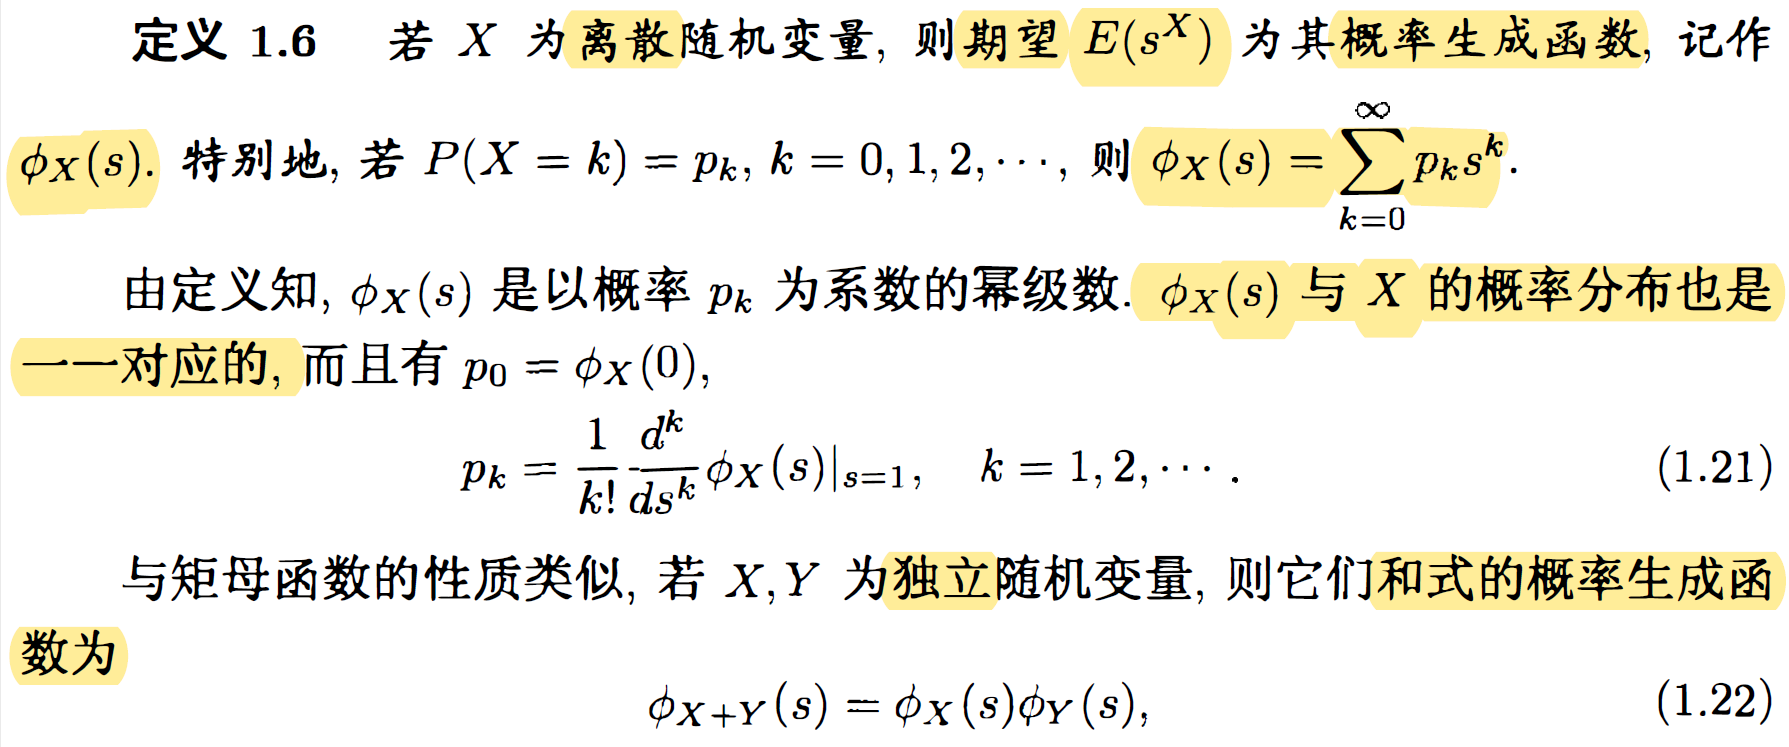 定义 1.6 若 X 为离散随机变量, 则期望 E(s^X) 为其概率生成函数, 记作
ϕ_X(s). 特别地, 若 P(X = k) = p_k, k = 0, 1, 2, ⋯, 则 ϕ_X(s) = ∑_{k=0}^{∞} p_k s^k.
由定义知, ϕ_X(s) 是以概率 p_k 为系数的幂级数. ϕ_X(s) 与 X 的概率分布也是
一一对应的, 而且有 p_0 = ϕ_X(0),
p_k = \frac{1}{k!} \frac{d^k}{ds^k} ϕ_X(s)|_{s=1}, k = 1, 2, ⋯ . (1.21)
与矩母函数的性质类似, 若 X, Y 为独立随机变量, 则它们和式的概率生成函
数为
ϕ_{X+Y}(s) = ϕ_X(s)ϕ_Y(s), (1.22)